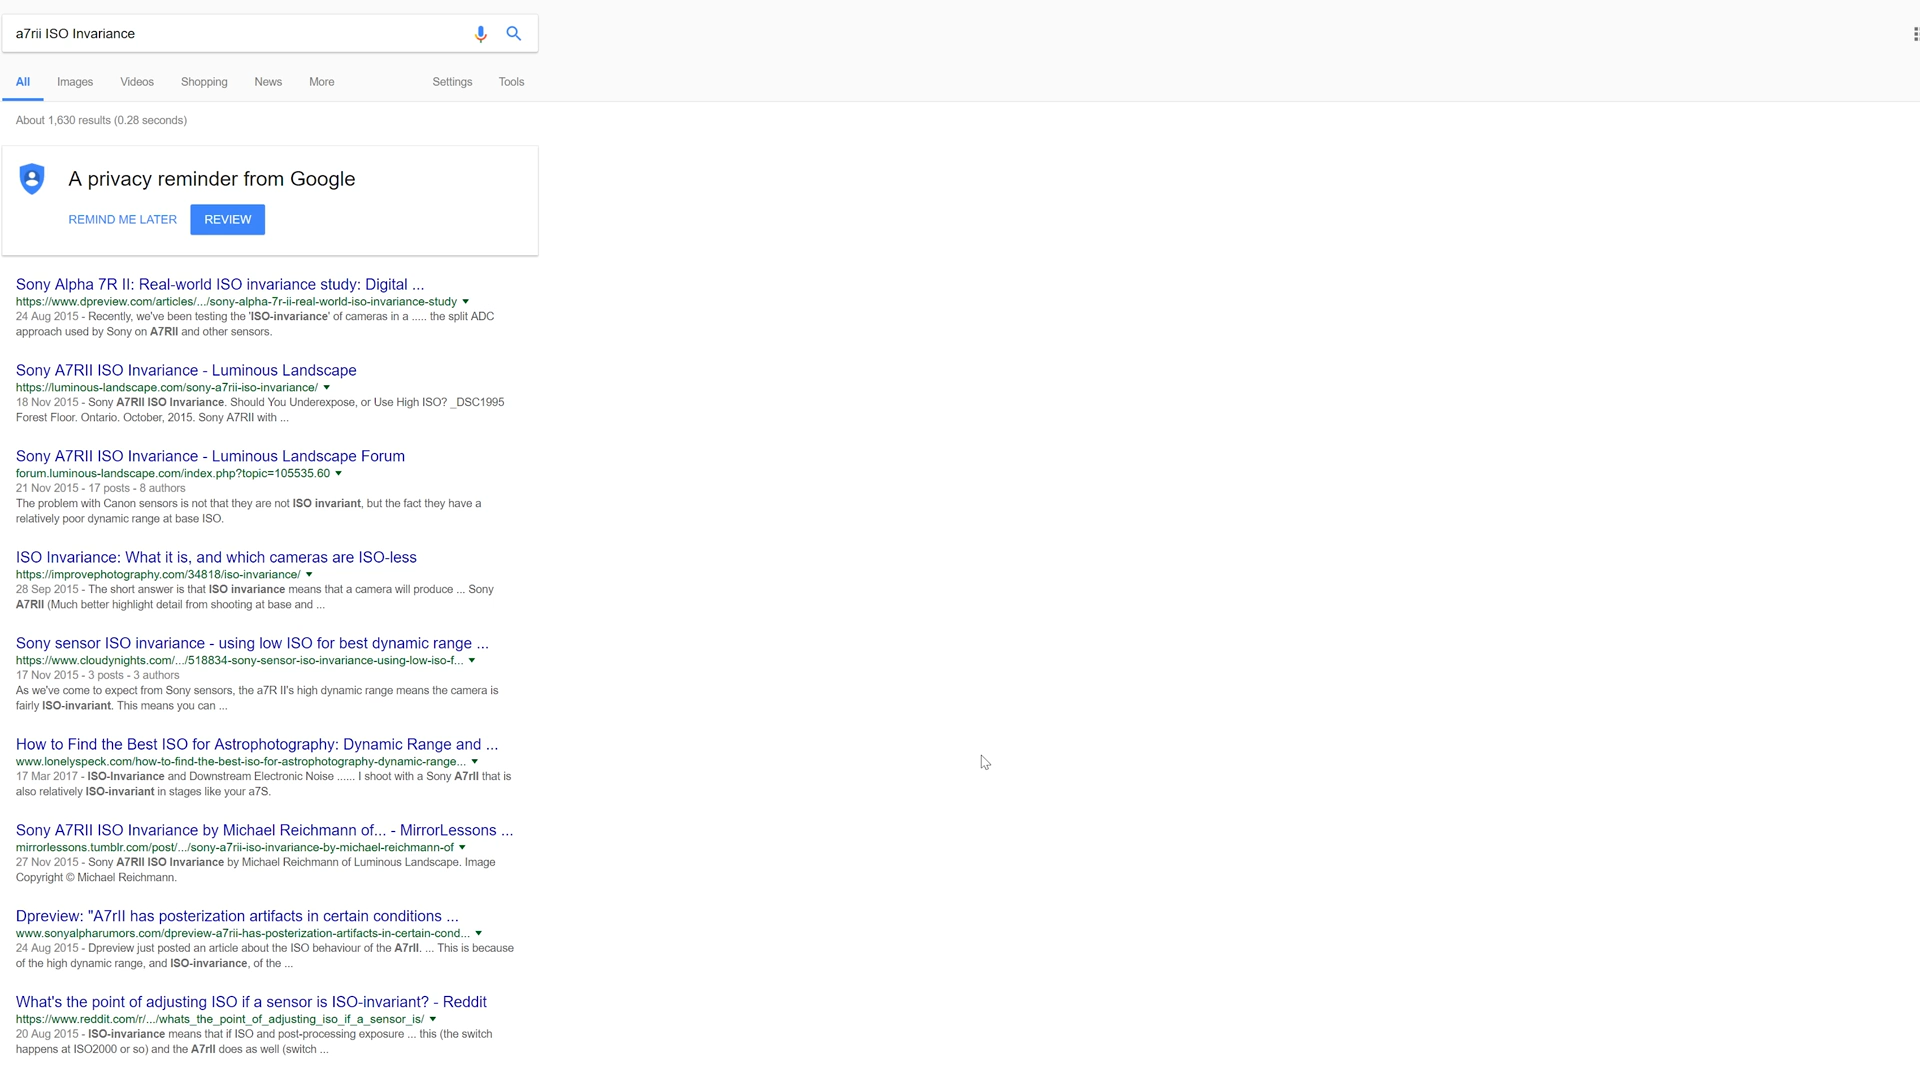 a7rii ISO Invariance
All Images Videos Shopping News More Settings Tools
About 1,630 results (0.28 seconds)
A privacy reminder from Google
REMIND ME LATER REVIEW
Sony Alpha 7R II: Real-world ISO invariance study: Digital ...
https://www.dpreview.com/articles/.../sony-alpha-7r-ii-real-world-iso-invariance-study
24 Aug 2015 - Recently, we've been testing the 'ISO-invariance' of cameras in a ..... the split ADC
approach used by Sony on A7RII and other sensors.
Sony A7RII ISO Invariance - Luminous Landscape
https://luminous-landscape.com/sony-a7rii-iso-invariance/
18 Nov 2015 - Sony A7RII ISO Invariance. Should You Underexpose, or Use High ISO? _DSC1995
Forest Floor. Ontario. October, 2015. Sony A7RII with ...
Sony A7RII ISO Invariance - Luminous Landscape Forum
forum.luminous-landscape.com/index.php?topic=105535.60
21 Nov 2015 - 17 posts - 8 authors
The problem with Canon sensors is not that they are not ISO invariant, but the fact they have a
relatively poor dynamic range at base ISO.
ISO Invariance: What it is, and which cameras are ISO-less
https://improvephotography.com/34818/iso-invariance/
28 Sep 2015 - The short answer is that ISO invariance means that a camera will produce ... Sony
A7RII (Much better highlight detail from shooting at base and ...
Sony sensor ISO invariance - using low ISO for best dynamic range ...
https://www.cloudynights.com/.../518834-sony-sensor-iso-invariance-using-low-iso-f...
17 Nov 2015 - 3 posts - 3 authors
As we've come to expect from Sony sensors, the a7R II's high dynamic range means the camera is
fairly ISO-invariant. This means you can ...
How to Find the Best ISO for Astrophotography: Dynamic Range and ...
www.lonelyspeck.com/how-to-find-the-best-iso-for-astrophotography-dynamic-range...
17 Mar 2017 - ISO-Invariance and Downstream Electronic Noise ...... I shoot with a Sony A7rII that is
also relatively ISO-invariant in stages like your a7S.
Sony A7RII ISO Invariance by Michael Reichmann of... - MirrorLessons ...
mirrorlessons.tumblr.com/post/.../sony-a7rii-iso-invariance-by-michael-reichmann-of
27 Nov 2015 - Sony A7RII ISO Invariance by Michael Reichmann of Luminous Landscape. Image
Copyright © Michael Reichmann.
Dpreview: "A7rII has posterization artifacts in certain conditions ...
www.sonyalpharumors.com/dpreview-a7rii-has-posterization-artifacts-in-certain-cond...
24 Aug 2015 - Dpreview just posted an article about the ISO behaviour of the A7rII. ... This is because
of the high dynamic range, and ISO-invariance, of the ...
What's the point of adjusting ISO if a sensor is ISO-invariant? - Reddit
https://www.reddit.com/r/.../whats_the_point_of_adjusting_iso_if_a_sensor_is/
20 Aug 2015 - ISO-invariance means that if ISO and post-processing exposure ... this (the switch
happens at ISO2000 or so) and the A7rII does as well (switch ...